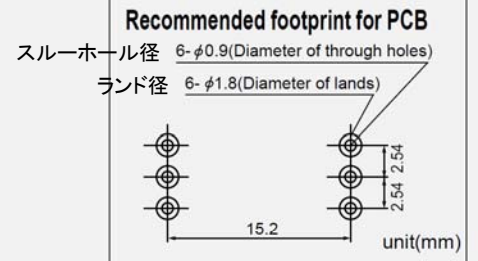 Recommended footprint for PCB
スルーホール径 6-φ0.9(Diameter of through holes)
ランド径 6- φ1.8(Diameter of lands)
2.54
2.54
15.2
unit(mm)